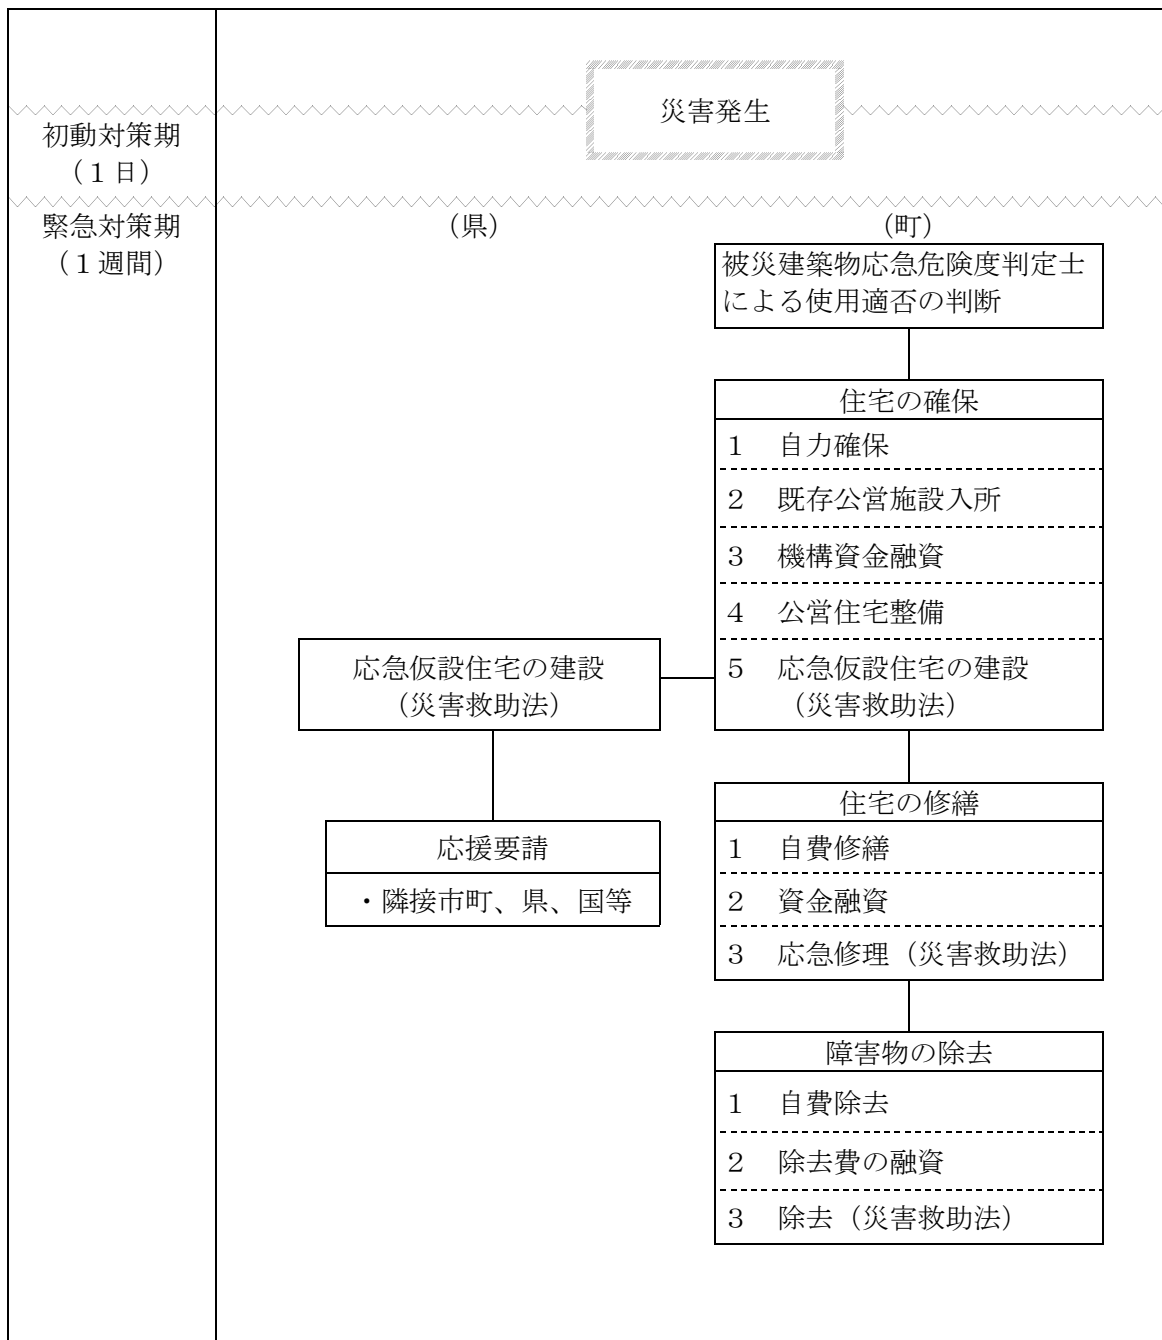 災害発生
初動対策期
（１日）
緊急対策期
（１週間）
（県）
（町）
被災建築物応急危険度判定士
による使用適否の判断
住宅の確保
１　自力確保
２　既存公営施設入所
３　機構資金融資
４　公営住宅整備
５　応急仮設住宅の建設
（災害救助法）
応急仮設住宅の建設
（災害救助法）
応援要請
・隣接市町、県、国等
住宅の修繕
１　自費修繕
２　資金融資
３　応急修理（災害救助法）
障害物の除去
１　自費除去
２　除去費の融資
３　除去（災害救助法）